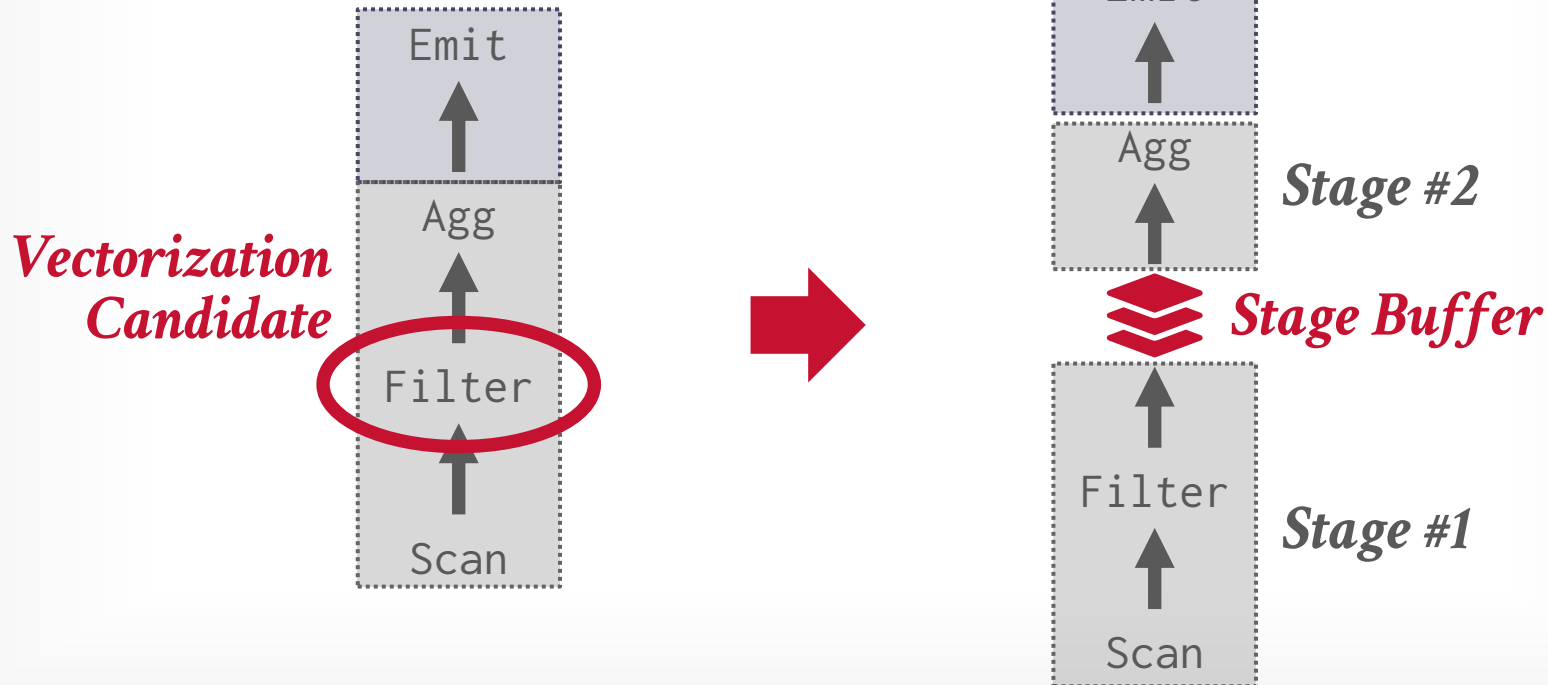 Emit
Agg
Vectorization
Candidate
Filter
Scan
Agg
Stage #2
Stage Buffer
Filter
Stage #1
Scan